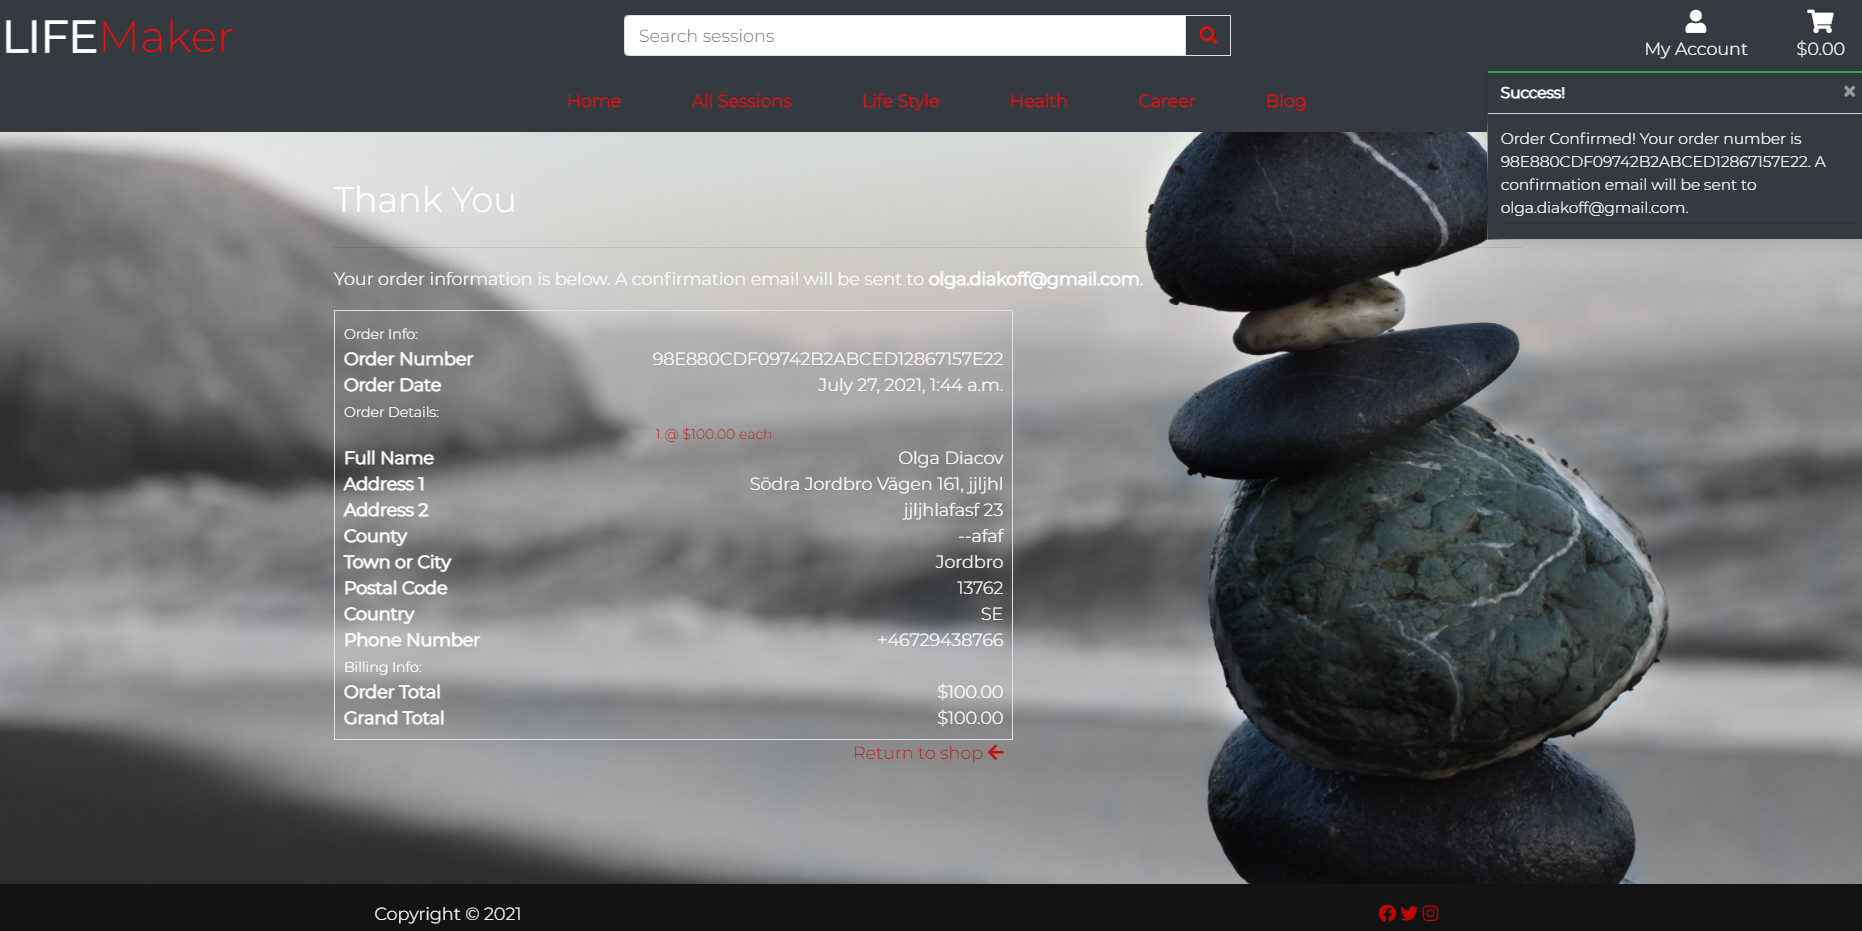 LIFEMaker
Search sessions
My Account
$0.00
Home All Sessions Life Style Health Career Blog
Success! ×
Order Confirmed! Your order number is
98E880CDF09742B2ABCED12867157E22. A
confirmation email will be sent to
olga.diakoff@gmail.com.
Thank You
Your order information is below. A confirmation email will be sent to olga.diakoff@gmail.com.
Order Info:
Order Number 98E880CDF09742B2ABCED12867157E22
Order Date July 27, 2021, 1:44 a.m.
Order Details:
1 @ $100.00 each
Full Name Olga Diacov
Address 1 Södra Jordbro Vägen 161, jjljhl
Address 2 jjljhlafasf 23
County --afaf
Town or City Jordbro
Postal Code 13762
Country SE
Phone Number +46729438766
Billing Info:
Order Total $100.00
Grand Total $100.00
Return to shop
Copyright © 2021